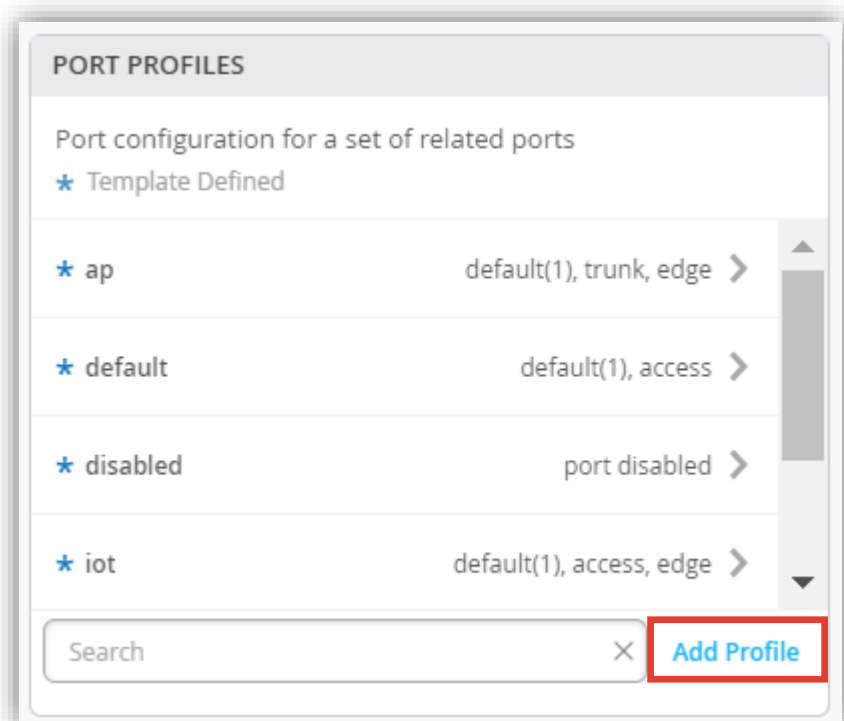 PORT PROFILES
Port configuration for a set of related ports
* Template Defined
* ap default(1), trunk, edge
* default default(1), access
* disabled port disabled
* iot default(1), access, edge
Search Add Profile